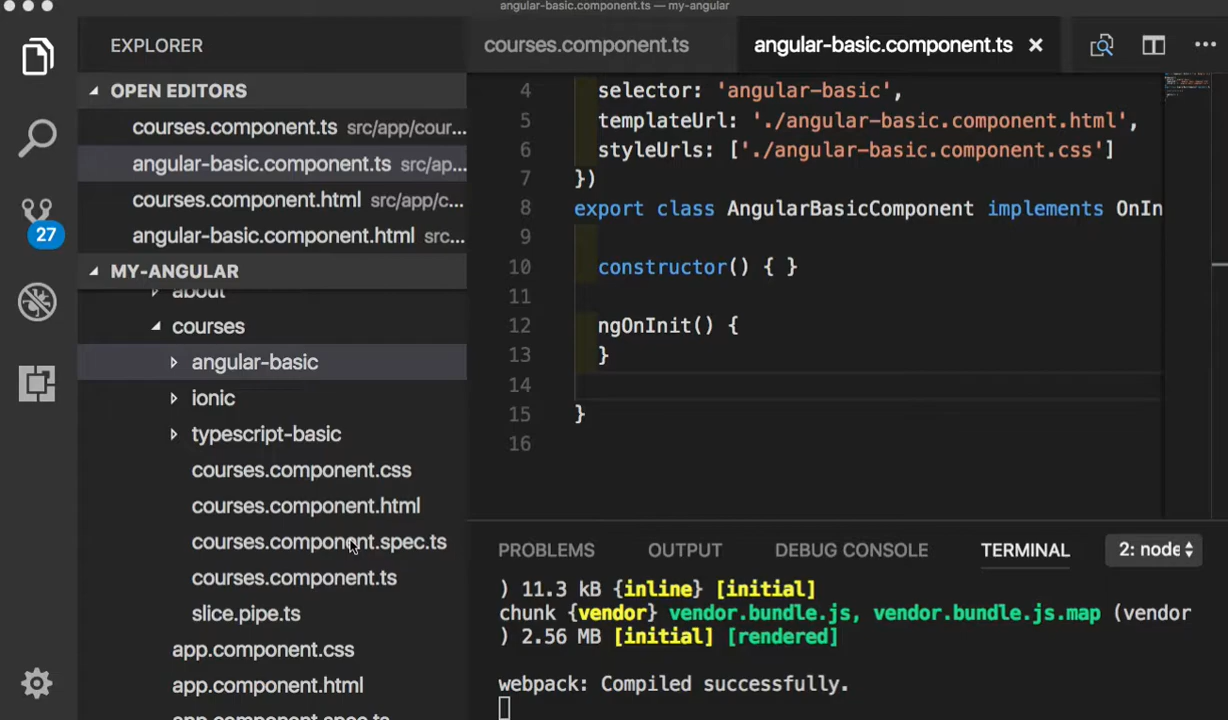 angular-basic.component.ts — my-angular
EXPLORER
OPEN EDITORS
courses.component.ts src/app/cour...
angular-basic.component.ts src/ap...
courses.component.html src/app/c...
angular-basic.component.html src...
27
MY-ANGULAR
about
courses
angular-basic
ionic
typescript-basic
courses.component.css
courses.component.html
courses.component.spec.ts
courses.component.ts
slice.pipe.ts
app.component.css
app.component.html
app.component.spec.ts
courses.component.ts
angular-basic.component.ts
4 selector: 'angular-basic',
5 templateUrl: './angular-basic.component.html',
6 styleUrls: ['./angular-basic.component.css']
7 })
8 export class AngularBasicComponent implements OnIn
9
10 constructor() { }
11
12 ngOnInit() {
13 }
14
15 }
16
PROBLEMS OUTPUT DEBUG CONSOLE TERMINAL 2: node
) 11.3 kB {inline} [initial]
chunk {vendor} vendor.bundle.js, vendor.bundle.js.map (vendor
) 2.56 MB [initial] [rendered]
webpack: Compiled successfully.